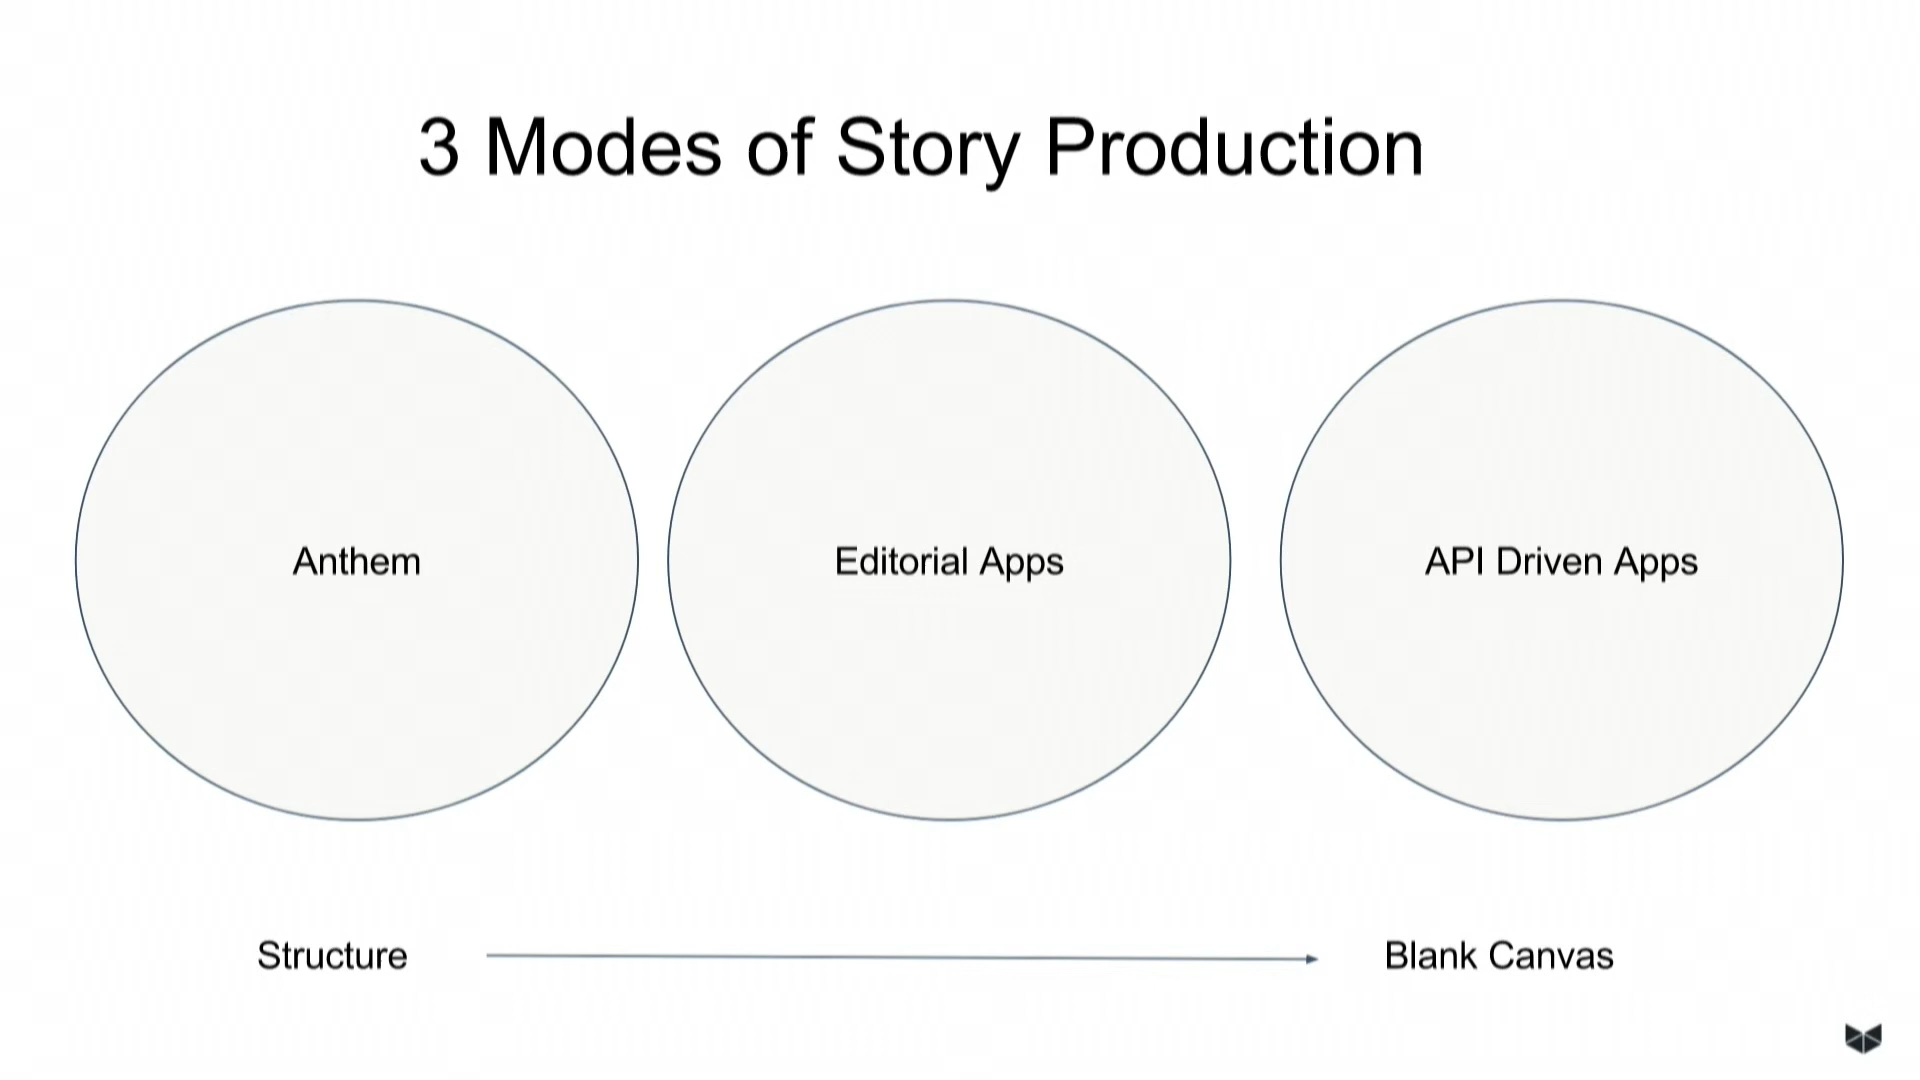 3 Modes of Story Production
Anthem
Editorial Apps
API Driven Apps
Structure
Blank Canvas